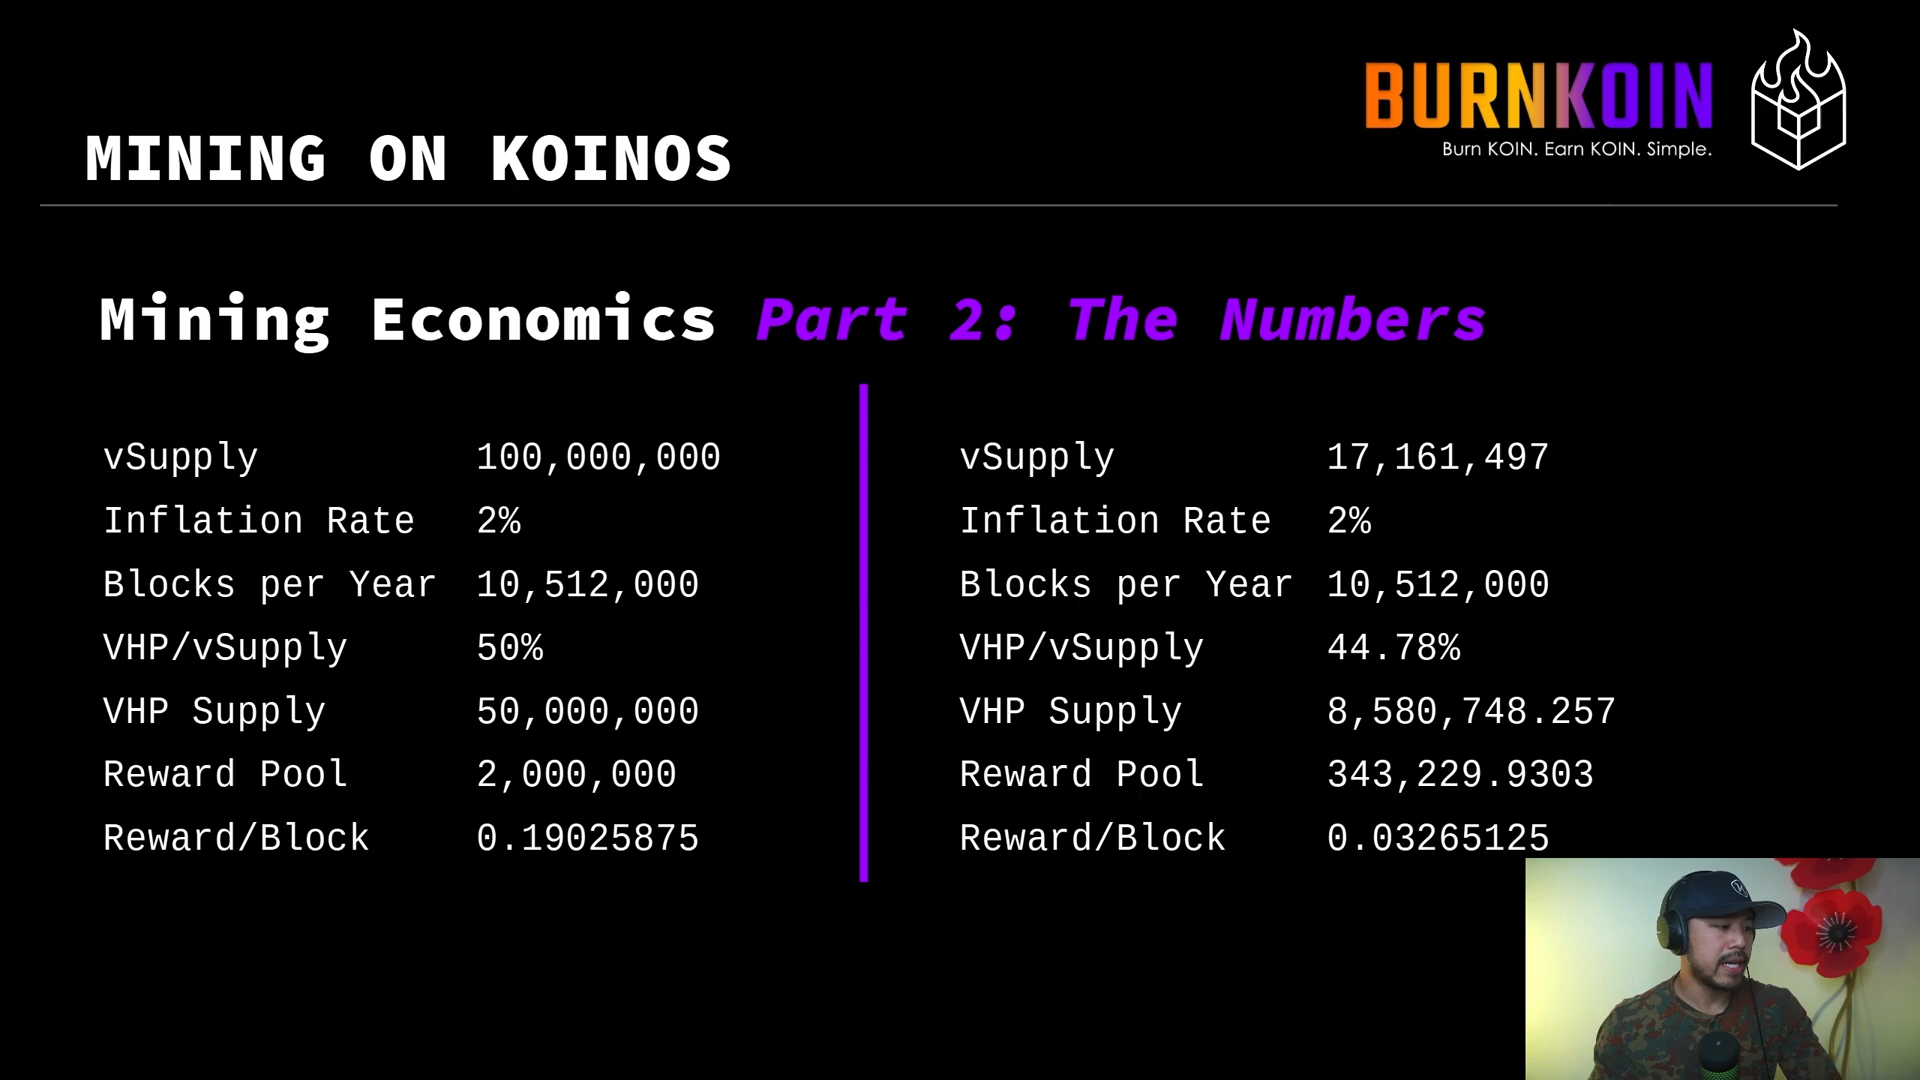 BURNKOIN
Burn KOIN. Earn KOIN. Simple.
MINING ON KOINOS
Mining Economics Part 2: The Numbers
vSupply 100,000,000
Inflation Rate 2%
Blocks per Year 10,512,000
VHP/vSupply 50%
VHP Supply 50,000,000
Reward Pool 2,000,000
Reward/Block 0.19025875
vSupply 17,161,497
Inflation Rate 2%
Blocks per Year 10,512,000
VHP/vSupply 44.78%
VHP Supply 8,580,748.257
Reward Pool 343,229.9303
Reward/Block 0.03265125